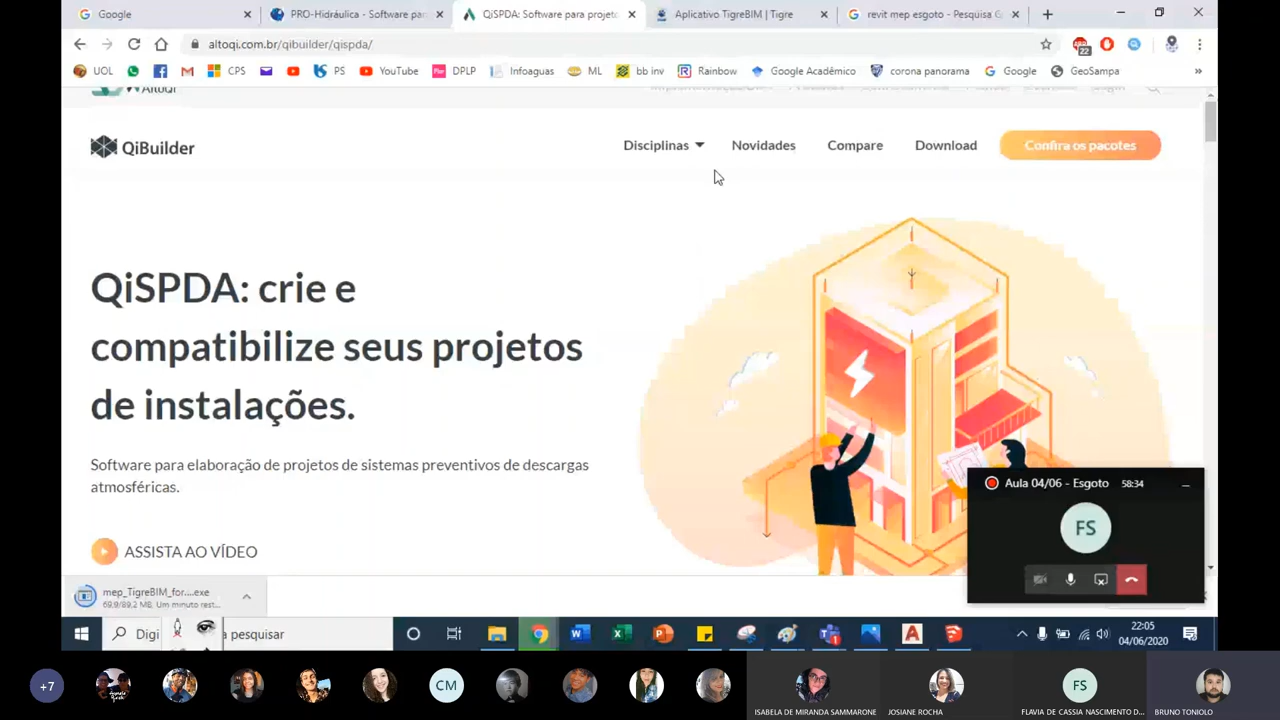 Google
PRO-Hidráulica - Software par
QiSPDA: Software para projeto
Aplicativo TigreBIM | Tigre
revit mep esgoto - Pesquisa G
altoqi.com.br/qibuilder/qispda/
22
UOL
CPS
PS
YouTube
DPLP
Infoaguas
ML
bb inv
Rainbow
Google Acadêmico
corona panorama
Google
GeoSampa
»
AltoQi
QiBuilder
Disciplinas
Novidades
Compare
Download
Confira os pacotes
QiSPDA: crie e
compatibilize seus projetos
de instalações.
Software para elaboração de projetos de sistemas preventivos de descargas
atmosféricas.
ASSISTA AO VÍDEO
Aula 04/06 - Esgoto
58:34
FS
mep_TigreBIM_for....exe
69,9/89,2 MB, Um minuto rest...
Digi
a pesquisar
22:05
04/06/2020
+7
CM
FS
ISABELA DE MIRANDA SAMMARONE
JOSIANE ROCHA
FLAVIA DE CASSIA NASCIMENTO D...
BRUNO TONIOLO